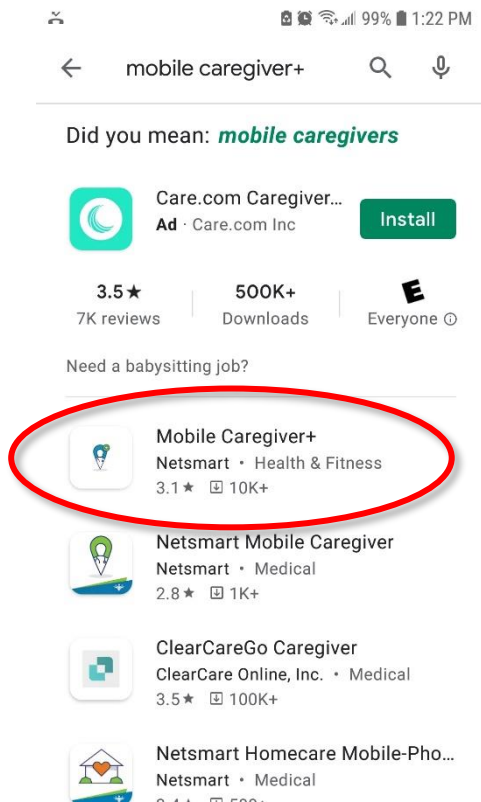 99% 1:22 PM
mobile caregiver+
Did you mean: mobile caregivers
Care.com Caregiver...
Ad · Care.com Inc
Install
3.5★
7K reviews
500K+
Downloads
E
Everyone
Need a babysitting job?
Mobile Caregiver+
Netsmart • Health & Fitness
3.1★ 10K+
Netsmart Mobile Caregiver
Netsmart • Medical
2.8★ 1K+
ClearCareGo Caregiver
ClearCare Online, Inc. • Medical
3.5★ 100K+
Netsmart Homecare Mobile-Pho...
Netsmart • Medical